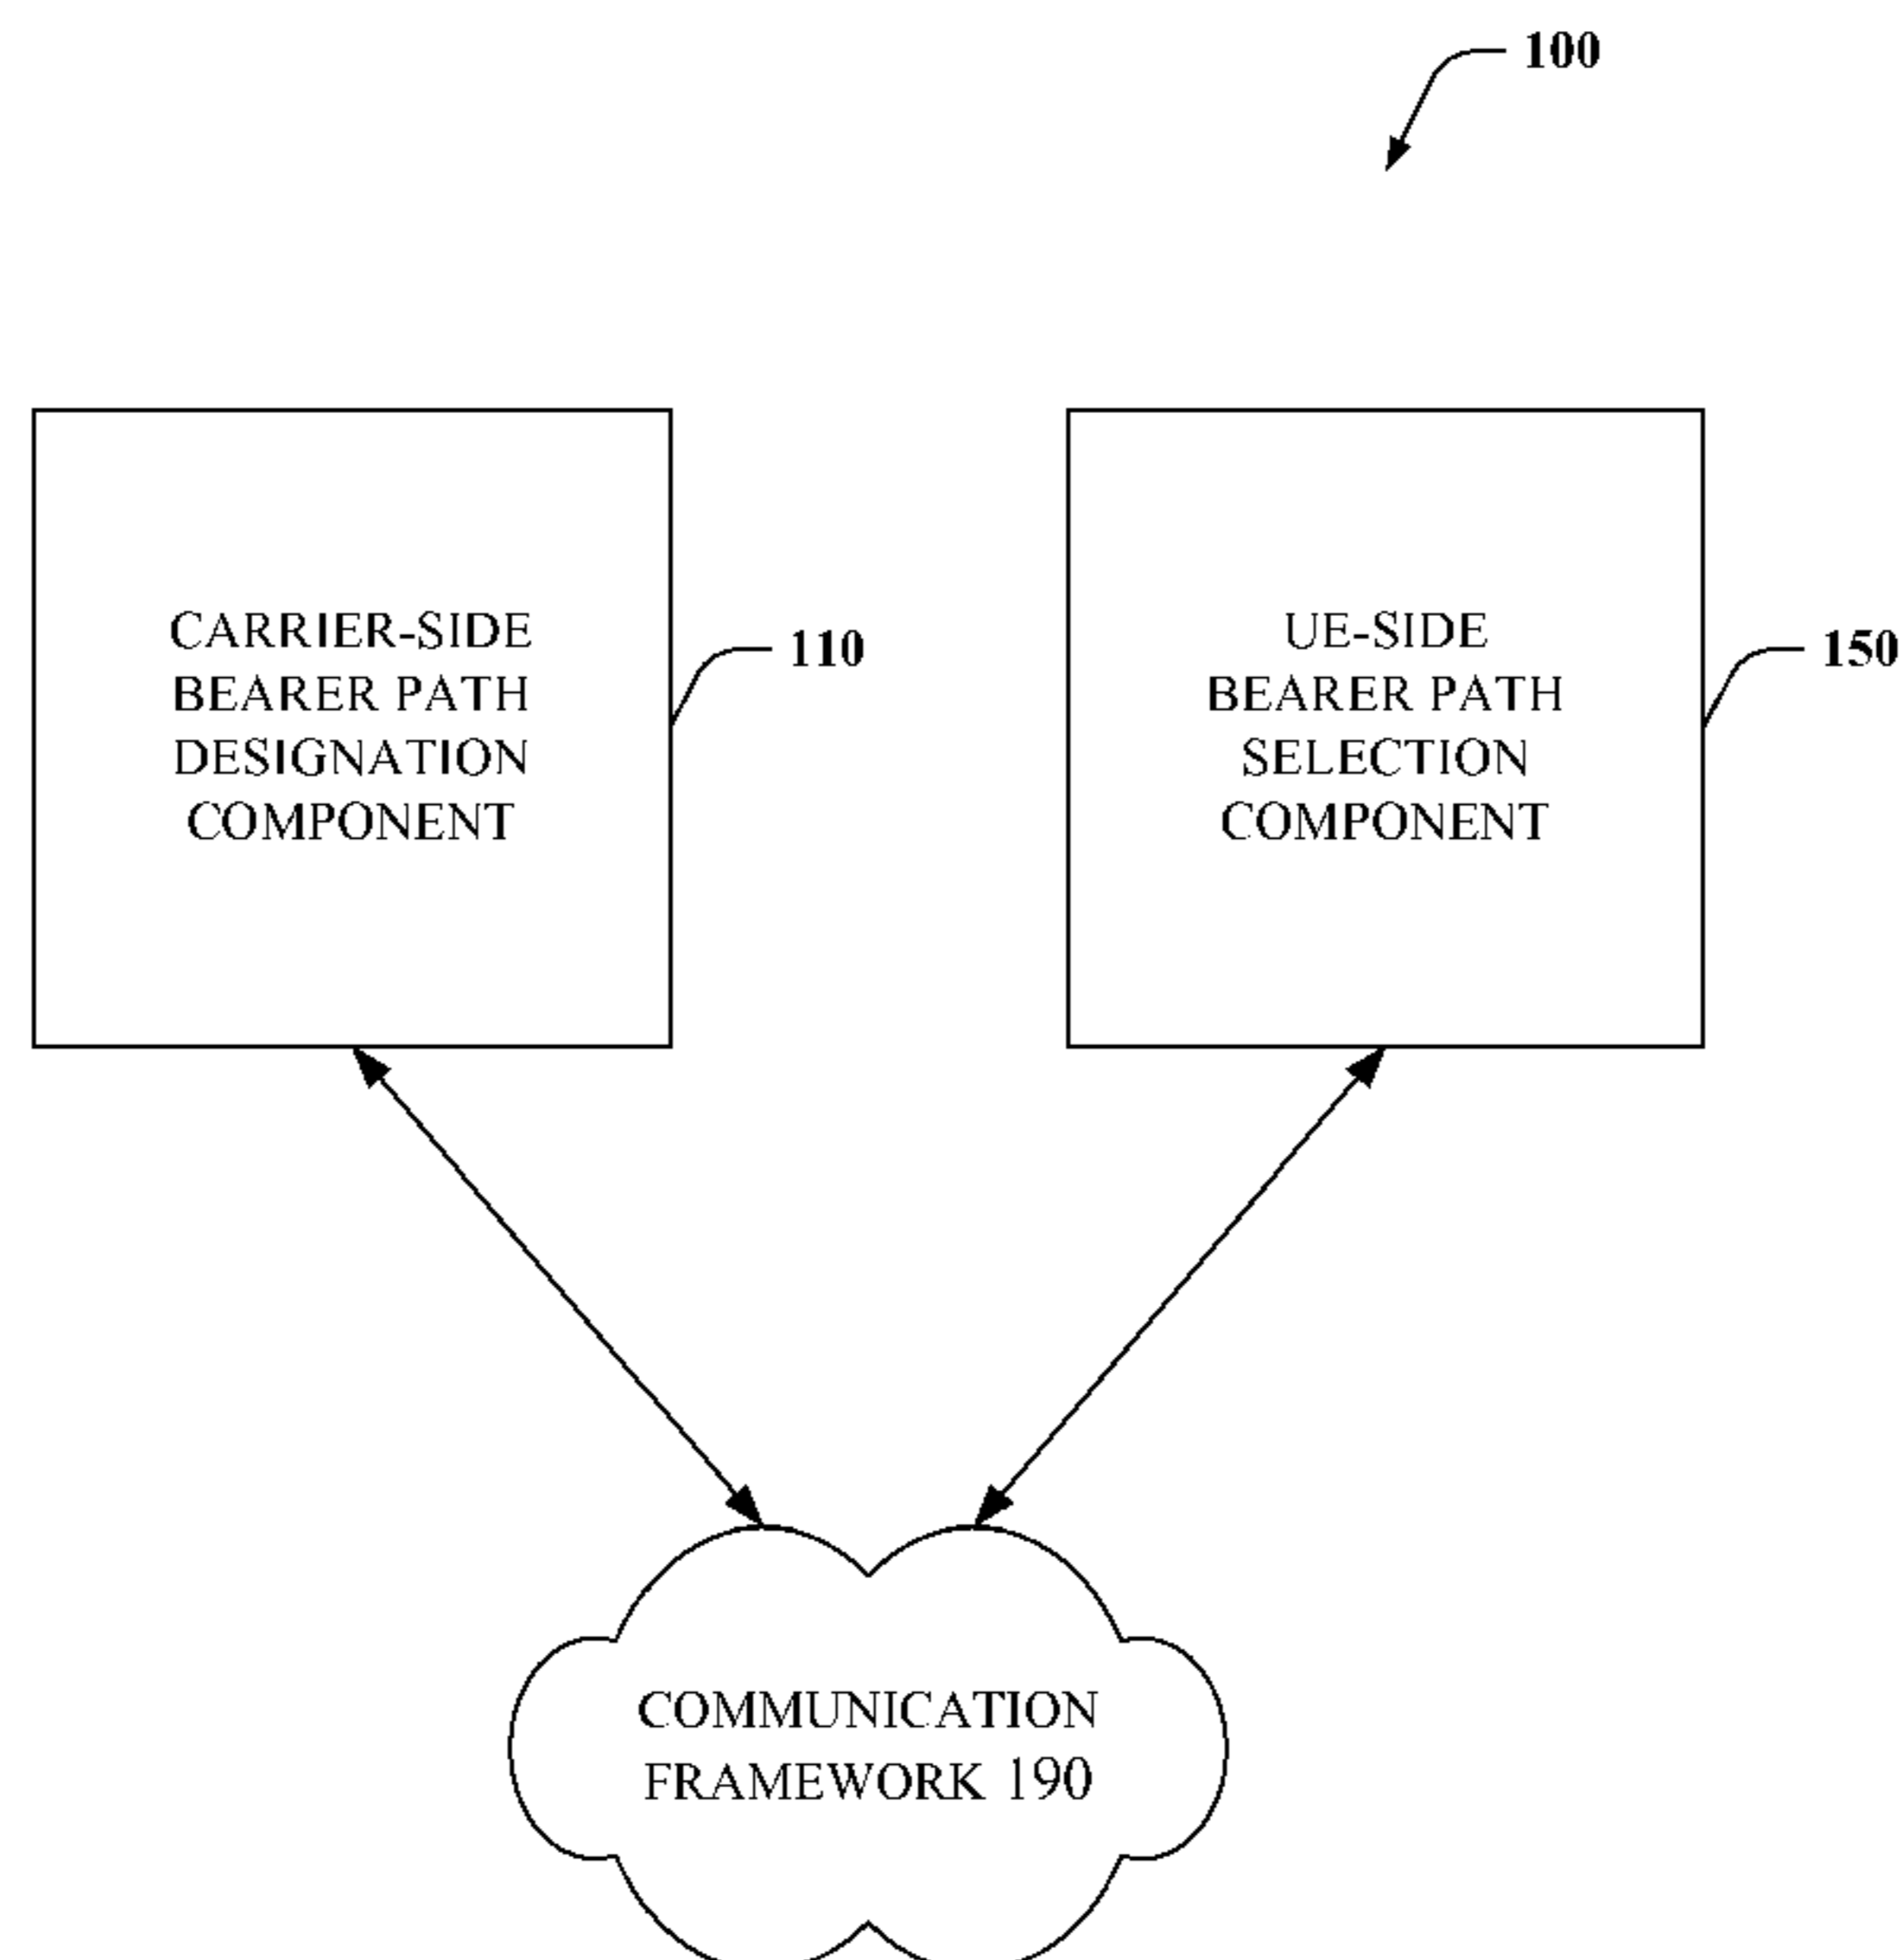 100
CARRIER-SIDE
BEARER PATH
DESIGNATION
COMPONENT
110
UE-SIDE
BEARER PATH
SELECTION
COMPONENT
150
COMMUNICATION
FRAMEWORK 190